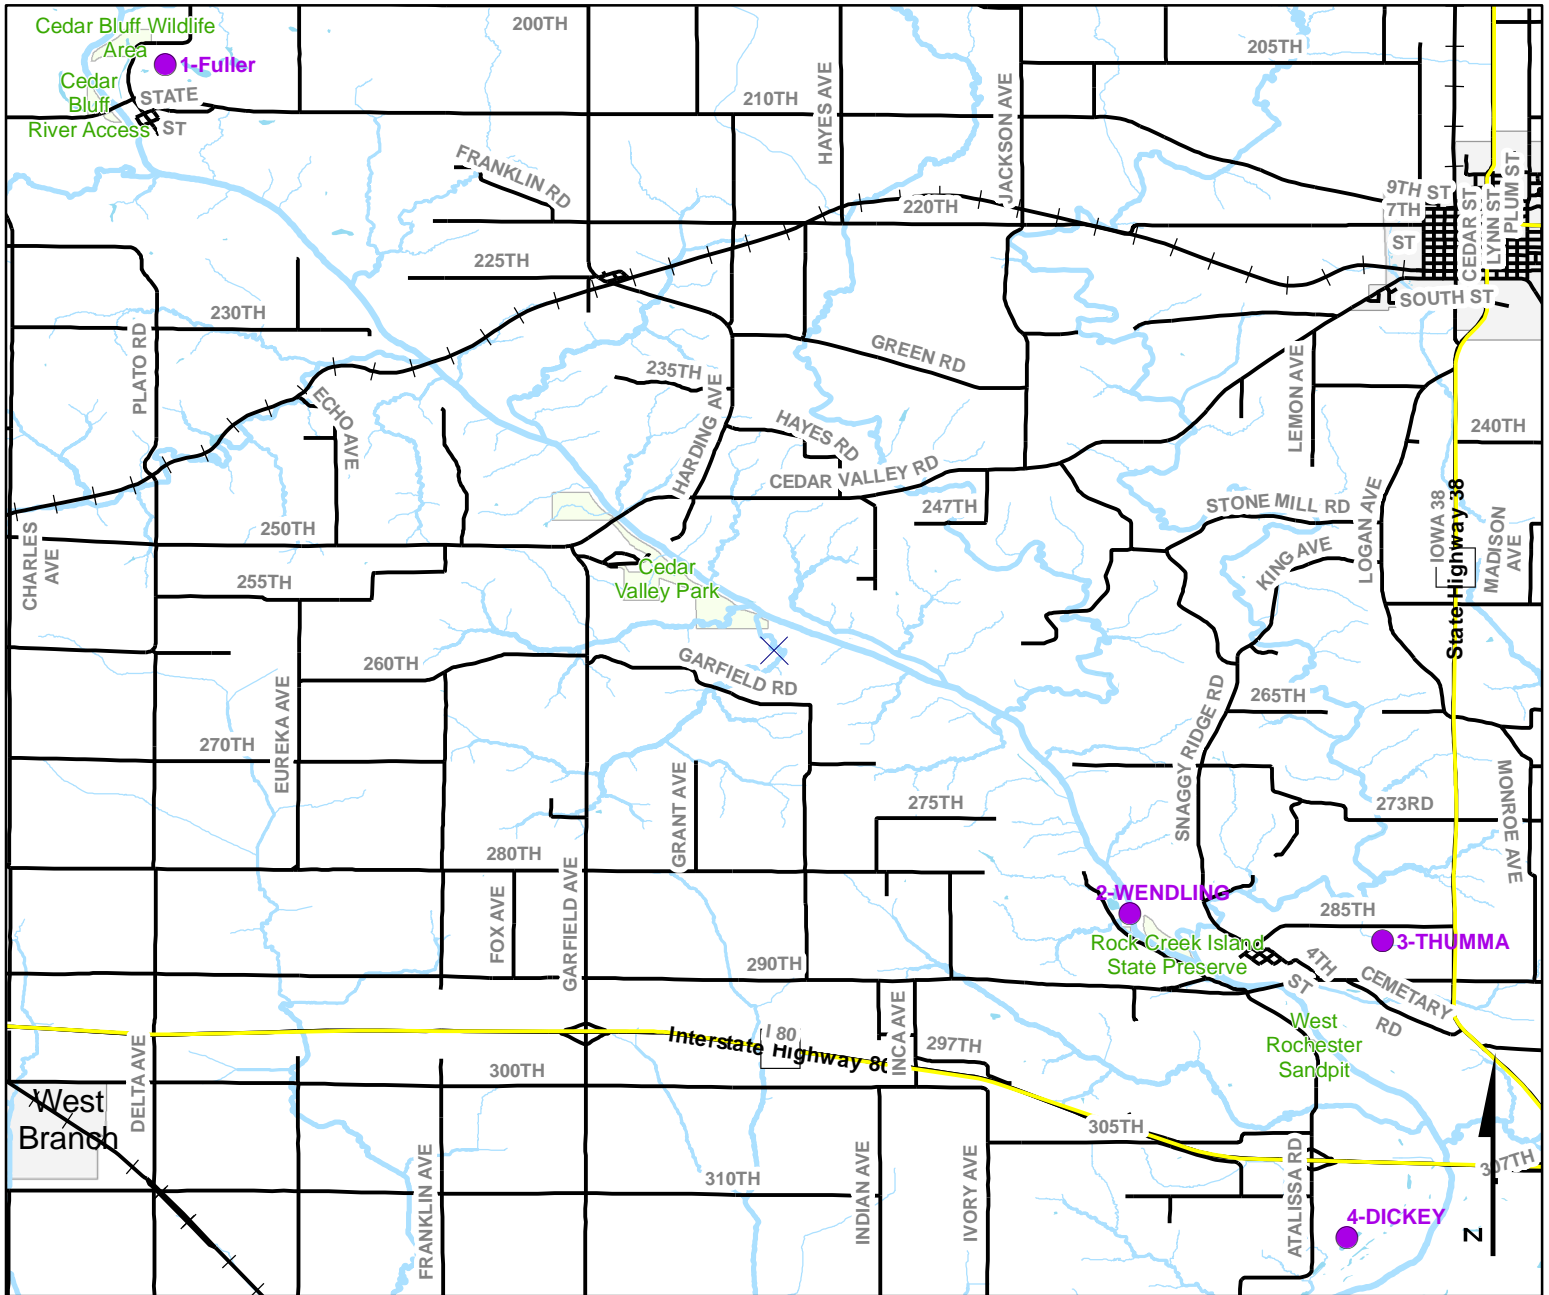 Cedar Bluff Wildlife
Area
1-Fuller
Cedar
Bluff
River Access
STATE
ST
200TH
205TH
210TH
HAYES AVE
JACKSON AVE
FRANKLIN RD
220TH
9TH ST
7TH
ST
CEDAR ST
LYNN ST
PLUM ST
SOUTH ST
225TH
230TH
PLATO RD
235TH
GREEN RD
ECHO AVE
HARDING AVE
HAYES RD
LEMON AVE
240TH
CEDAR VALLEY RD
247TH
STONE MILL RD
LOGAN AVE
KING AVE
IOWA 38
State Highway 38
MADISON
AVE
CHARLES
AVE
250TH
255TH
Cedar
Valley Park
260TH
GARFIELD RD
265TH
SNAGGY RIDGE RD
EUREKA AVE
270TH
GRANT AVE
275TH
273RD
MONROE AVE
280TH
FOX AVE
GARFIELD AVE
2-WENDLING
285TH
3-THUMMA
Rock Creek Island
State Preserve
290TH
4TH
ST
CEMETARY
RD
West
Rochester
Sandpit
DELTA AVE
I 80
Interstate Highway 80
INCA AVE
297TH
300TH
West
Branch
305TH
307TH
310TH
FRANKLIN AVE
INDIAN AVE
IVORY AVE
ATALISSA RD
4-DICKEY
N